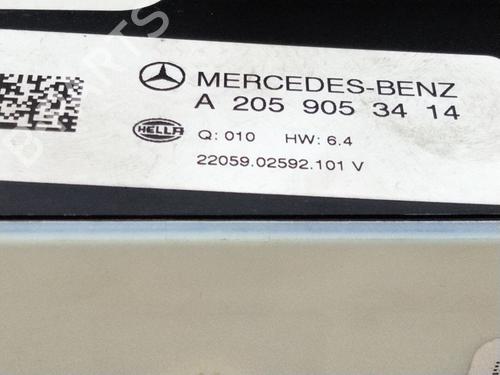 MERCEDES-BENZ
A 205 905 34 14
HELLA Q: 010 HW: 6.4
22059.02592.101 V